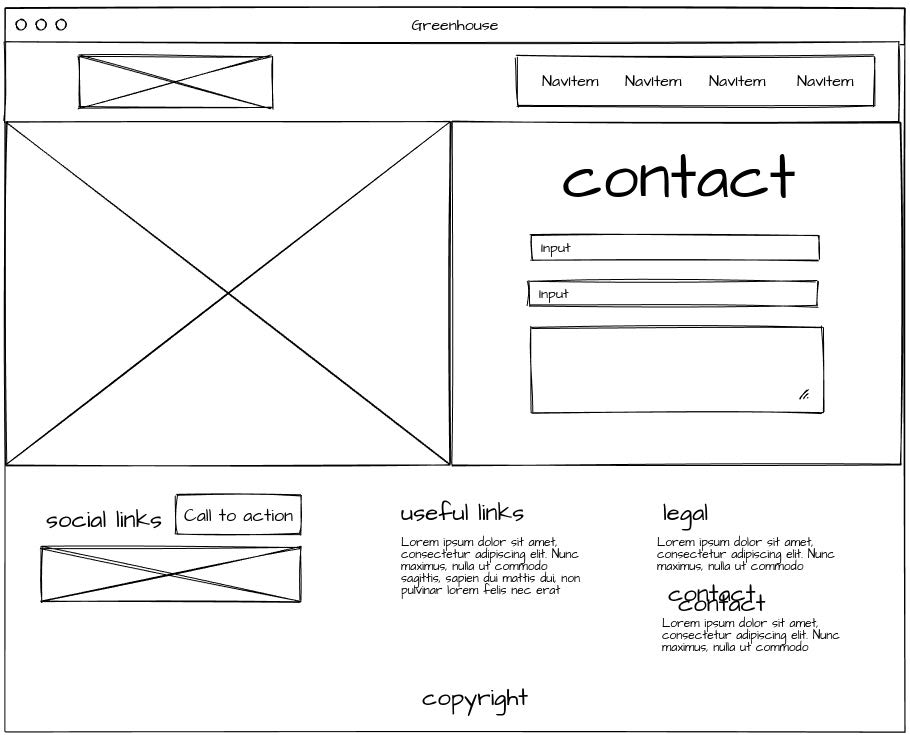 Greenhouse
NavItem NavItem NavItem NavItem
contact
input
input
social links
Call to action
useful links
Lorem ipsum dolor sit amet,
consectetur adipiscing elit. Nunc
maximus, nulla ut commodo
sagittis, sapien dui mattis dui, non
pulvinar lorem felis nec erat
legal
Lorem ipsum dolor sit amet,
consectetur adipiscing elit. Nunc
maximus, nulla ut commodo
contact
contact
Lorem ipsum dolor sit amet,
consectetur adipiscing elit. Nunc
maximus, nulla ut commodo
copyright